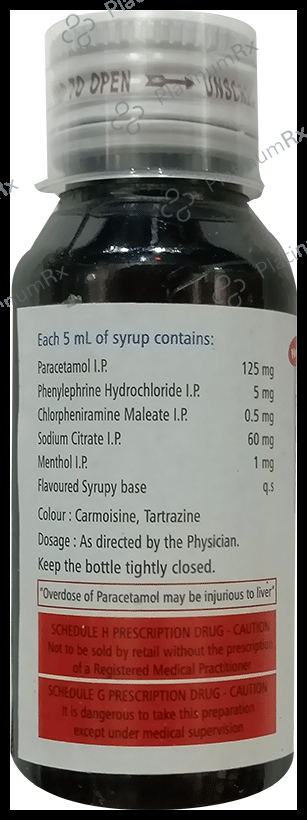 TO OPEN UNSC
Each 5 mL of syrup contains:
Paracetamol I.P. 125 mg
Phenylephrine Hydrochloride I.P. 5 mg
Chlorpheniramine Maleate I.P. 0.5 mg
Sodium Citrate I.P. 60 mg
Menthol I.P. 1 mg
Flavoured Syrupy base q.s
Colour : Carmoisine, Tartrazine
Dosage : As directed by the Physician.
Keep the bottle tightly closed.
"Overdose of Paracetamol may be injurious to liver"
SCHEDULE H PRESCRIPTION DRUG - CAUTION
Not to be sold by retail without the prescription
of a Registered Medical Practitioner
SCHEDULE G PRESCRIPTION DRUG - CAUTION
It is dangerous to take this preparation
except under medical supervision
PlatinumRx